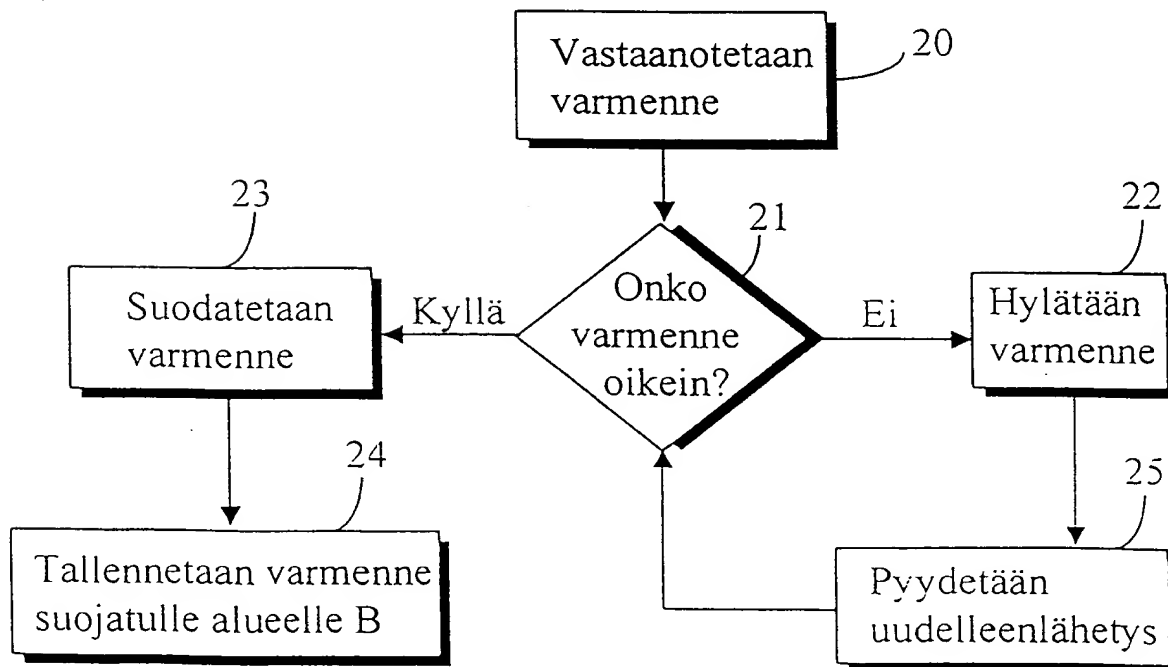 Vastaanotetaan
varmenne
20
21
Onko
varmenne
oikein?
Kyllä
Ei
23
Suodatetaan
varmenne
22
Hylätään
varmenne
24
Tallennetaan varmenne
suojatulle alueelle B
25
Pyydetään
uudelleenlähetys